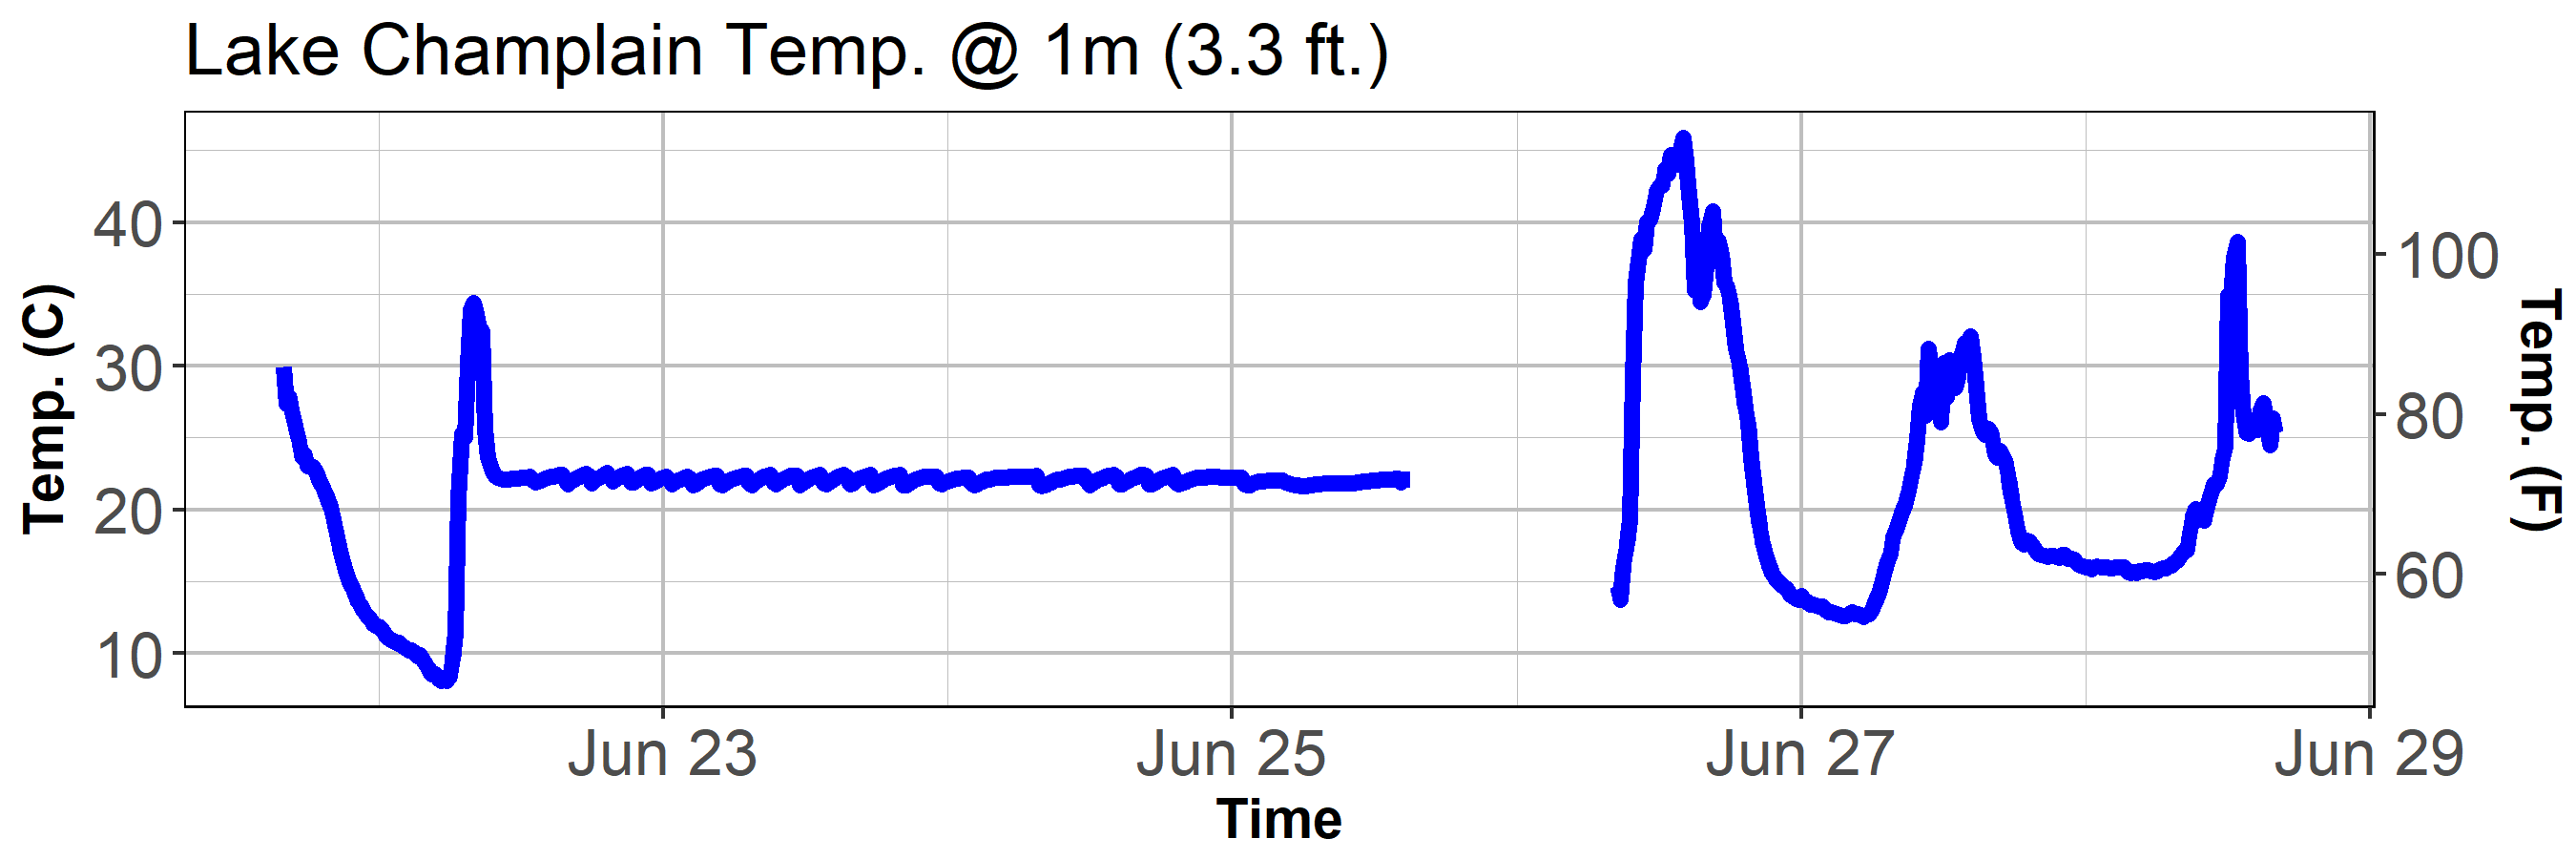 Lake Champlain Temp. @ 1m (3.3 ft.)
Temp. (C)
40
30
20
10
100
80
60
Temp. (F)
Jun 23 Jun 25 Jun 27 Jun 29
Time